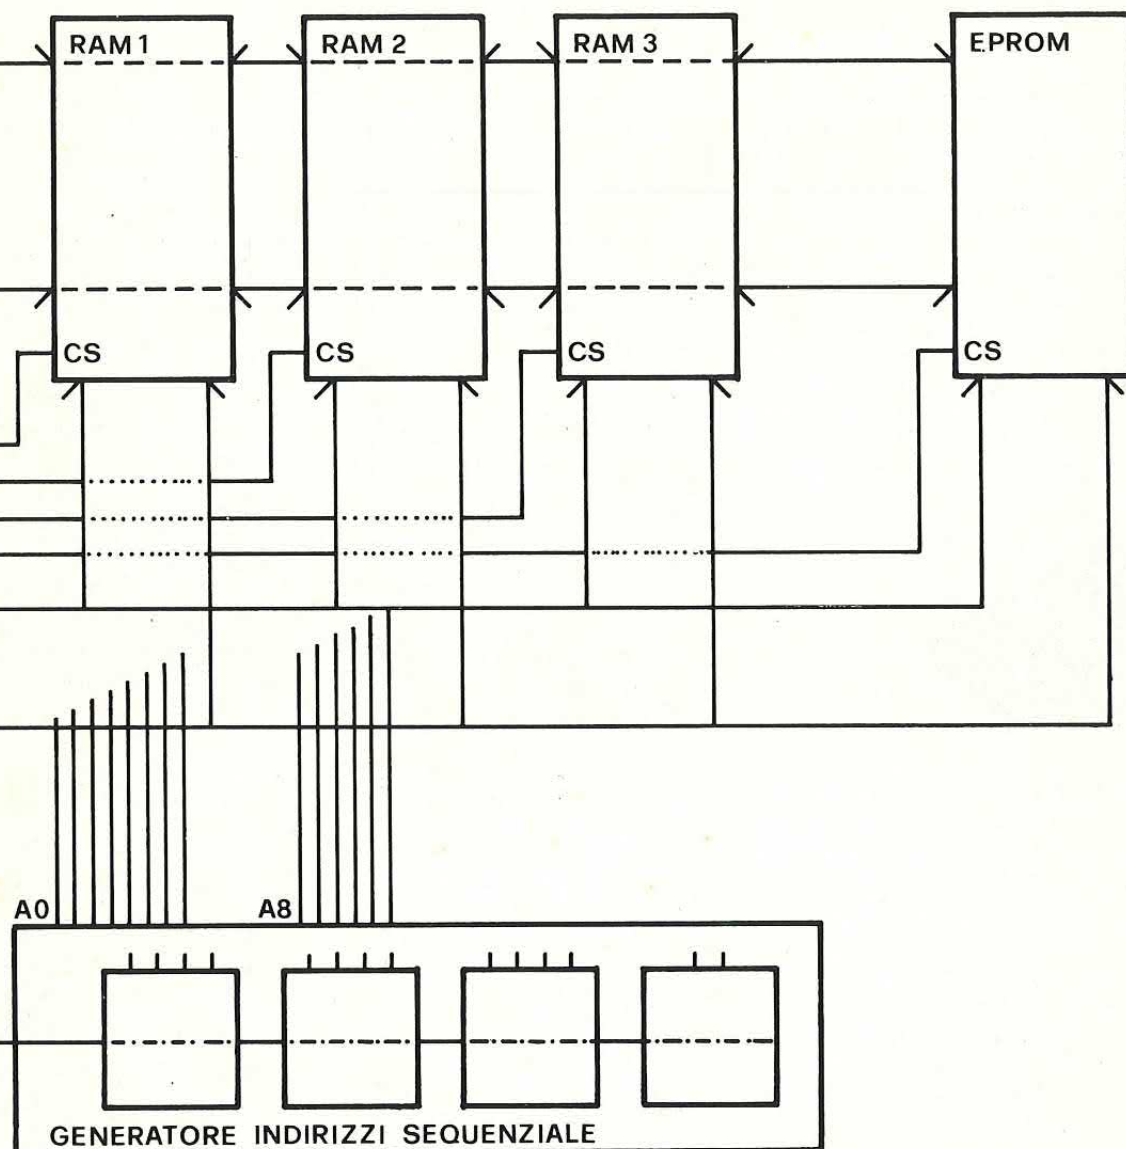 RAM 1
RAM 2
RAM 3
EPROM
CS
CS
CS
CS
A0
A8
GENERATORE INDIRIZZI SEQUENZIALE